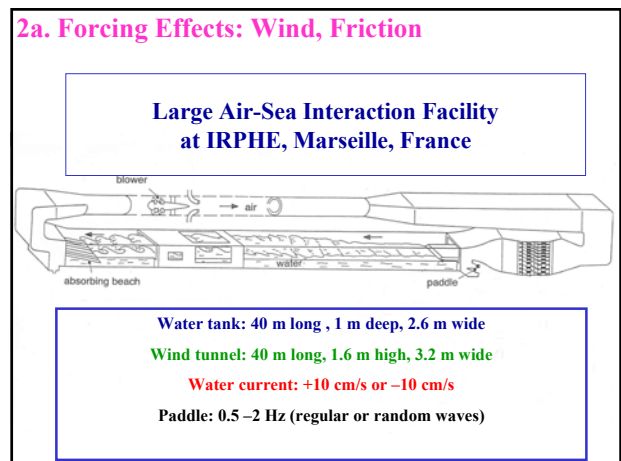 2a. Forcing Effects: Wind, Friction
Large Air-Sea Interaction Facility
at IRPHE, Marseille, France
blower
air
water
absorbing beach
paddle
Water tank: 40 m long , 1 m deep, 2.6 m wide
Wind tunnel: 40 m long, 1.6 m high, 3.2 m wide
Water current: +10 cm/s or –10 cm/s
Paddle: 0.5 –2 Hz (regular or random waves)